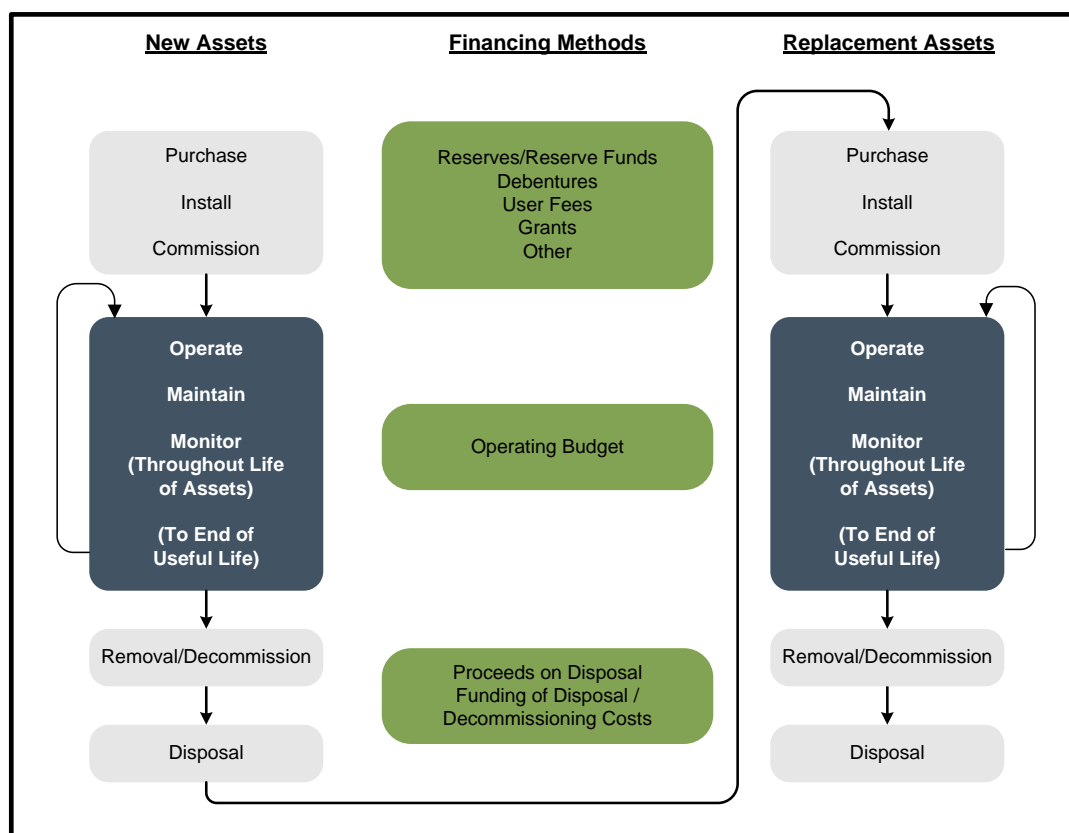 New Assets
Financing Methods
Replacement Assets
Purchase
Install
Commission
Operate
Maintain
Monitor
(Throughout Life
of Assets)
(To End of
Useful Life)
Removal/Decommission
Disposal
Reserves/Reserve Funds
Debentures
User Fees
Grants
Other
Operating Budget
Proceeds on Disposal
Funding of Disposal /
Decommissioning Costs
Purchase
Install
Commission
Operate
Maintain
Monitor
(Throughout Life
of Assets)
(To End of
Useful Life)
Removal/Decommission
Disposal